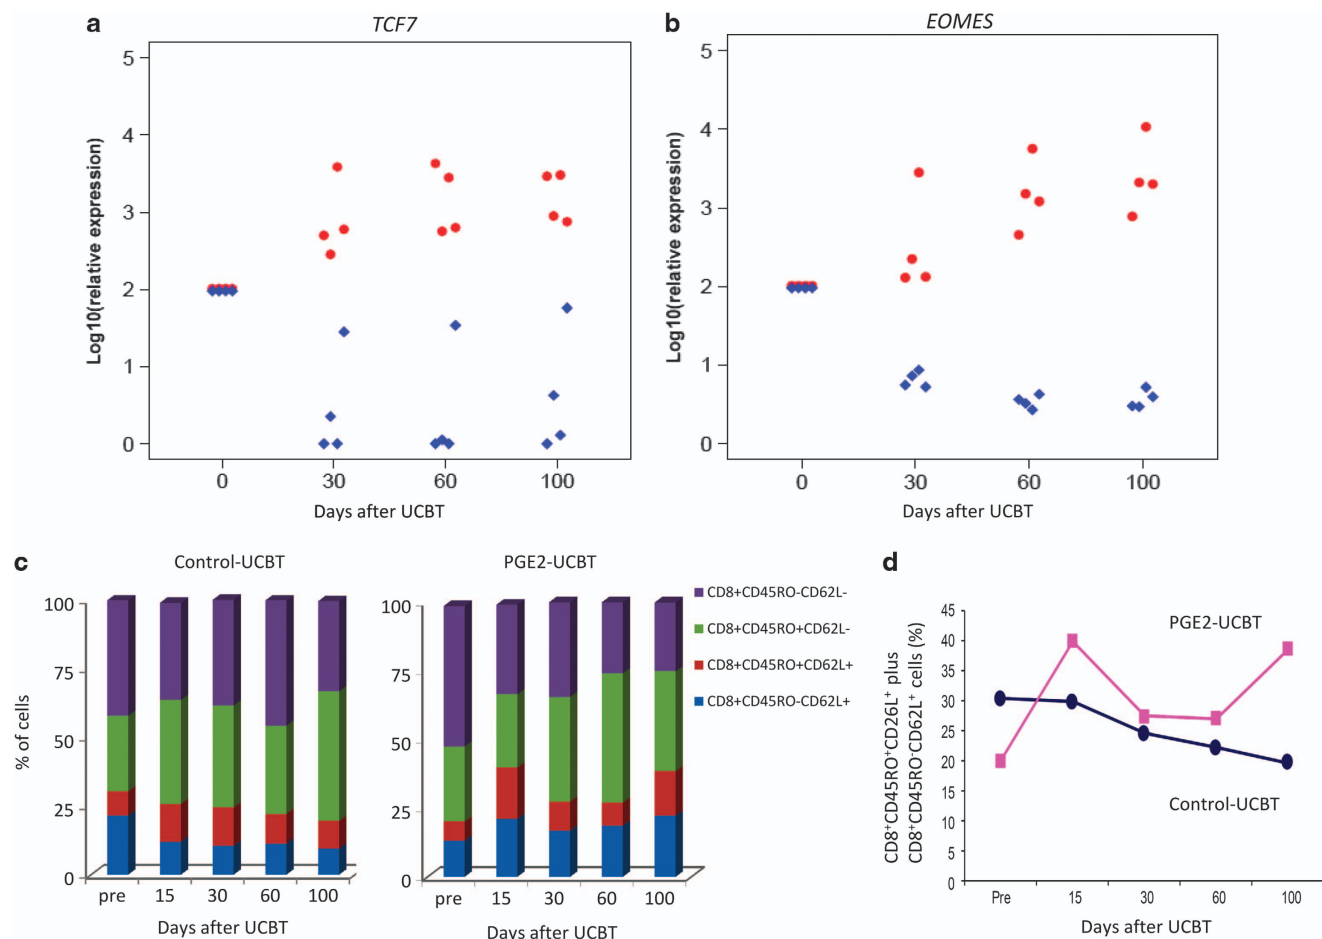 a
TCF7
5
4
3
2
1
0
Log10(relative expression)
0 30 60 100
Days after UCBT
b
EOMES
5
4
3
2
1
0
Log10(relative expression)
0 30 60 100
Days after UCBT
c
Control-UCBT
100
75
50
25
0
% of cells
pre 15 30 60 100
Days after UCBT
PGE2-UCBT
100
75
50
25
0
pre 15 30 60 100
Days after UCBT
CD8+CD45RO-CD62L-
CD8+CD45RO+CD62L-
CD8+CD45RO+CD62L+
CD8+CD45RO-CD62L+
d
45
40
35
30
25
20
15
10
5
0
CD8⁺CD45RO⁺CD26L⁺ plus
CD8⁺CD45RO⁻CD62L⁺ cells (%)
PGE2-UCBT
Control-UCBT
Pre 15 30 60 100
Days after UCBT